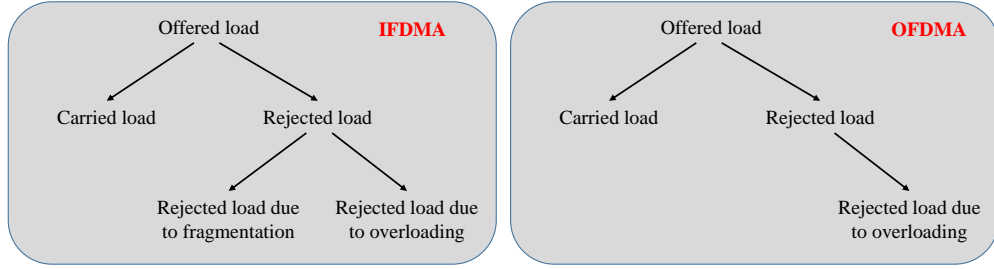 Offered load
IFDMA
Carried load
Rejected load
Rejected load due
to fragmentation
Rejected load due
to overloading
Offered load
OFDMA
Carried load
Rejected load
Rejected load due
to overloading